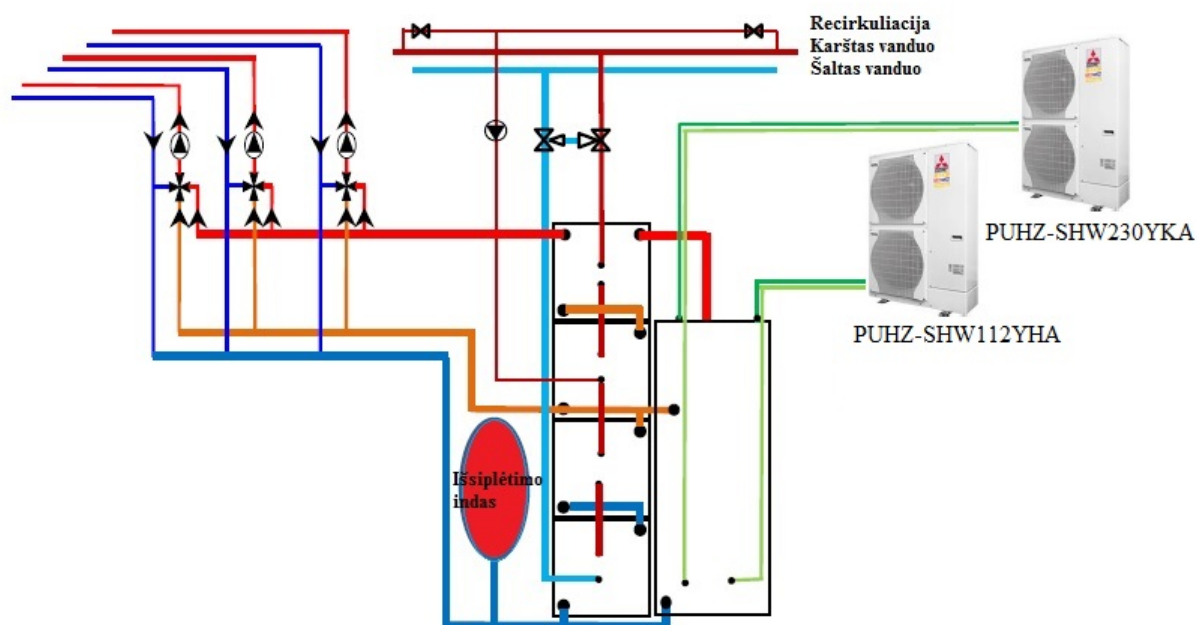 Recirkuliacija
Karštas vanduo
Šaltas vanduo
PUHZ-SHW230YKA
PUHZ-SHW112YHA
Išsiplėtimo
indas